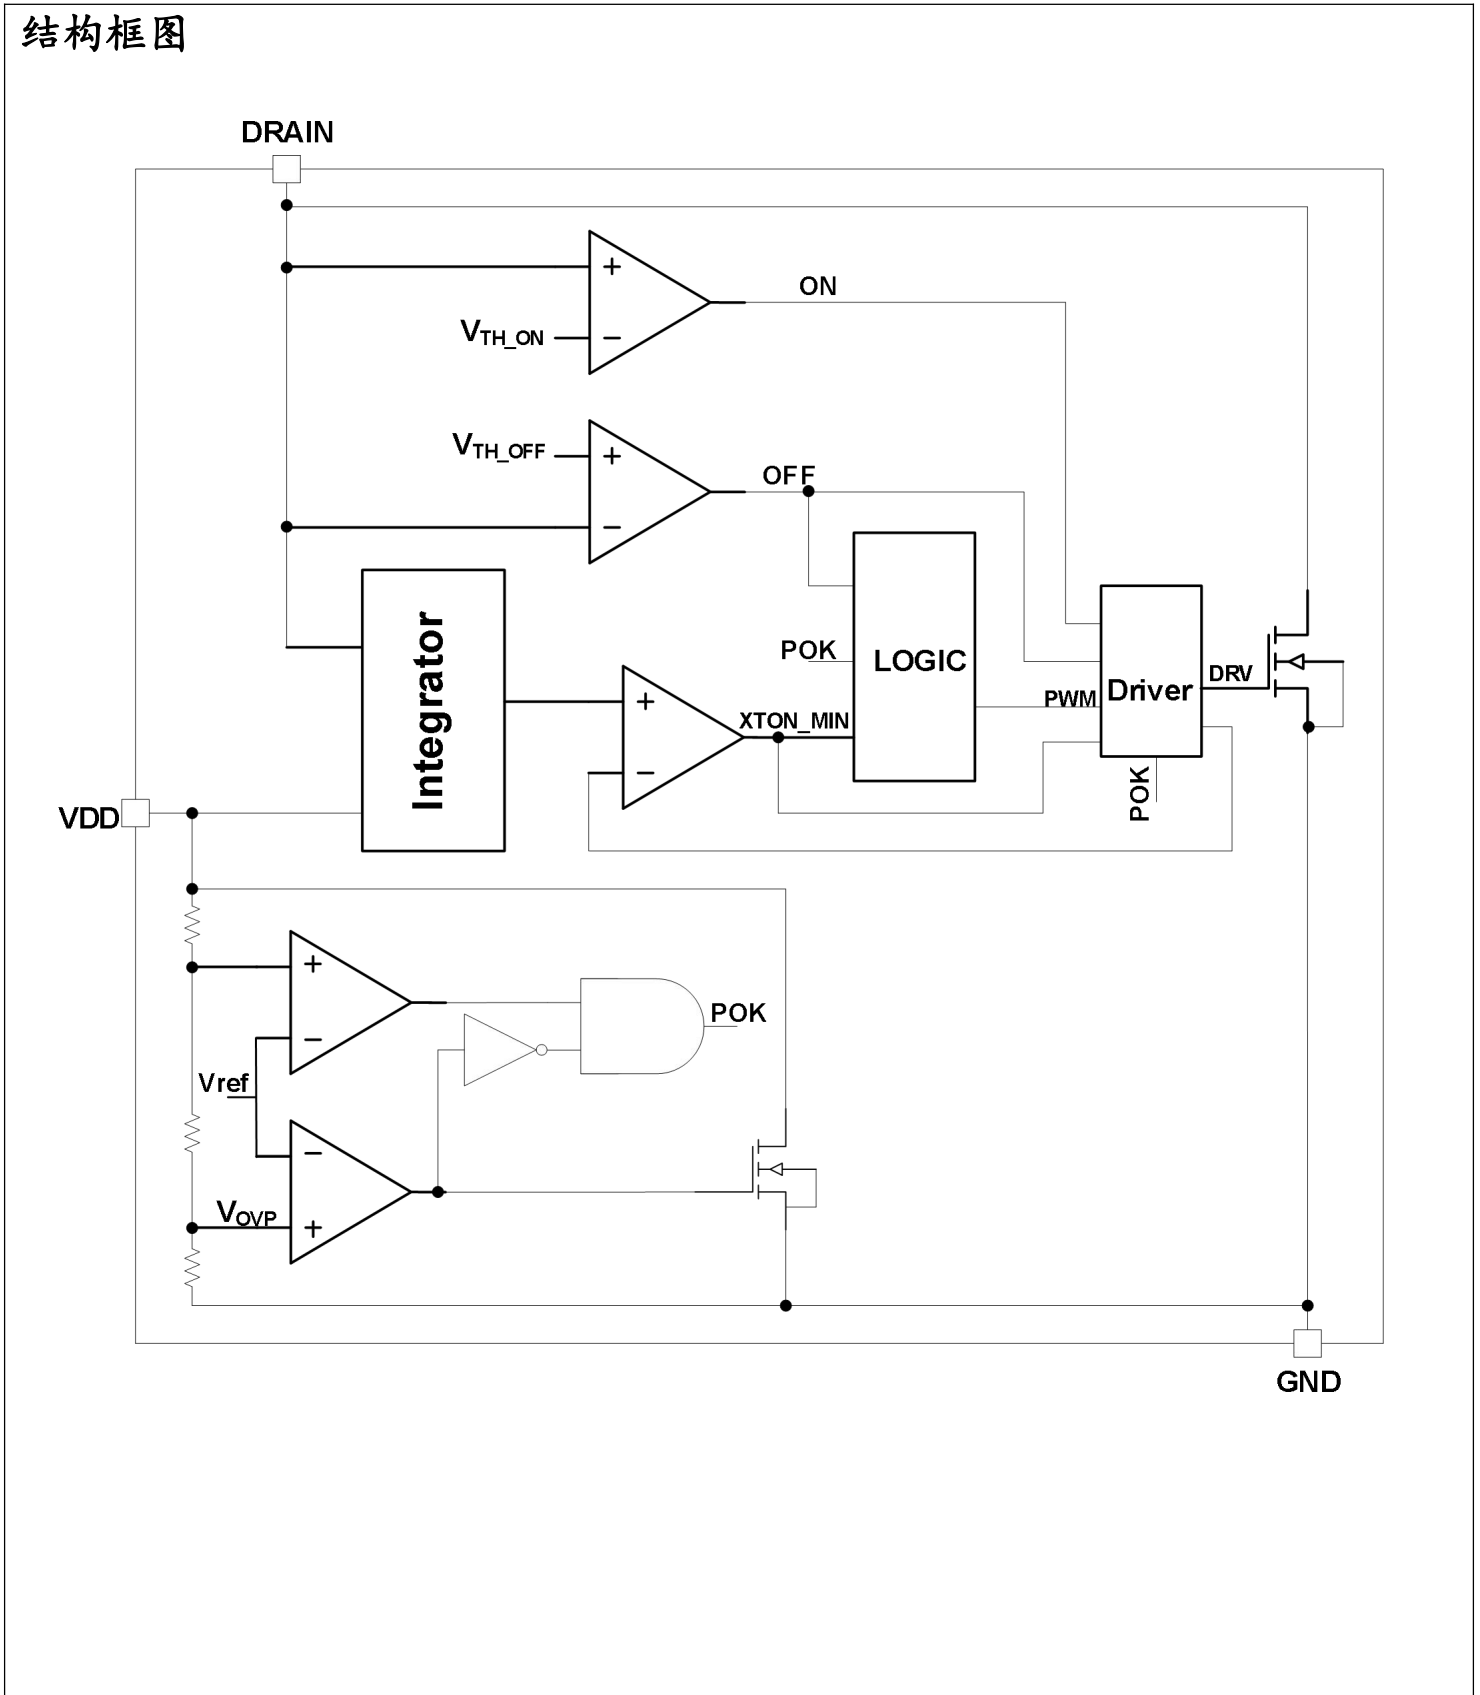 结构框图
DRAIN
+
ON
VTH_ON
−
VTH_OFF
+
OFF
−
Integrator
POK
LOGIC
DRV
Driver
PWM
+
XTON_MIN
−
POK
VDD
+
POK
−
Vref
−
VOVP
+
GND